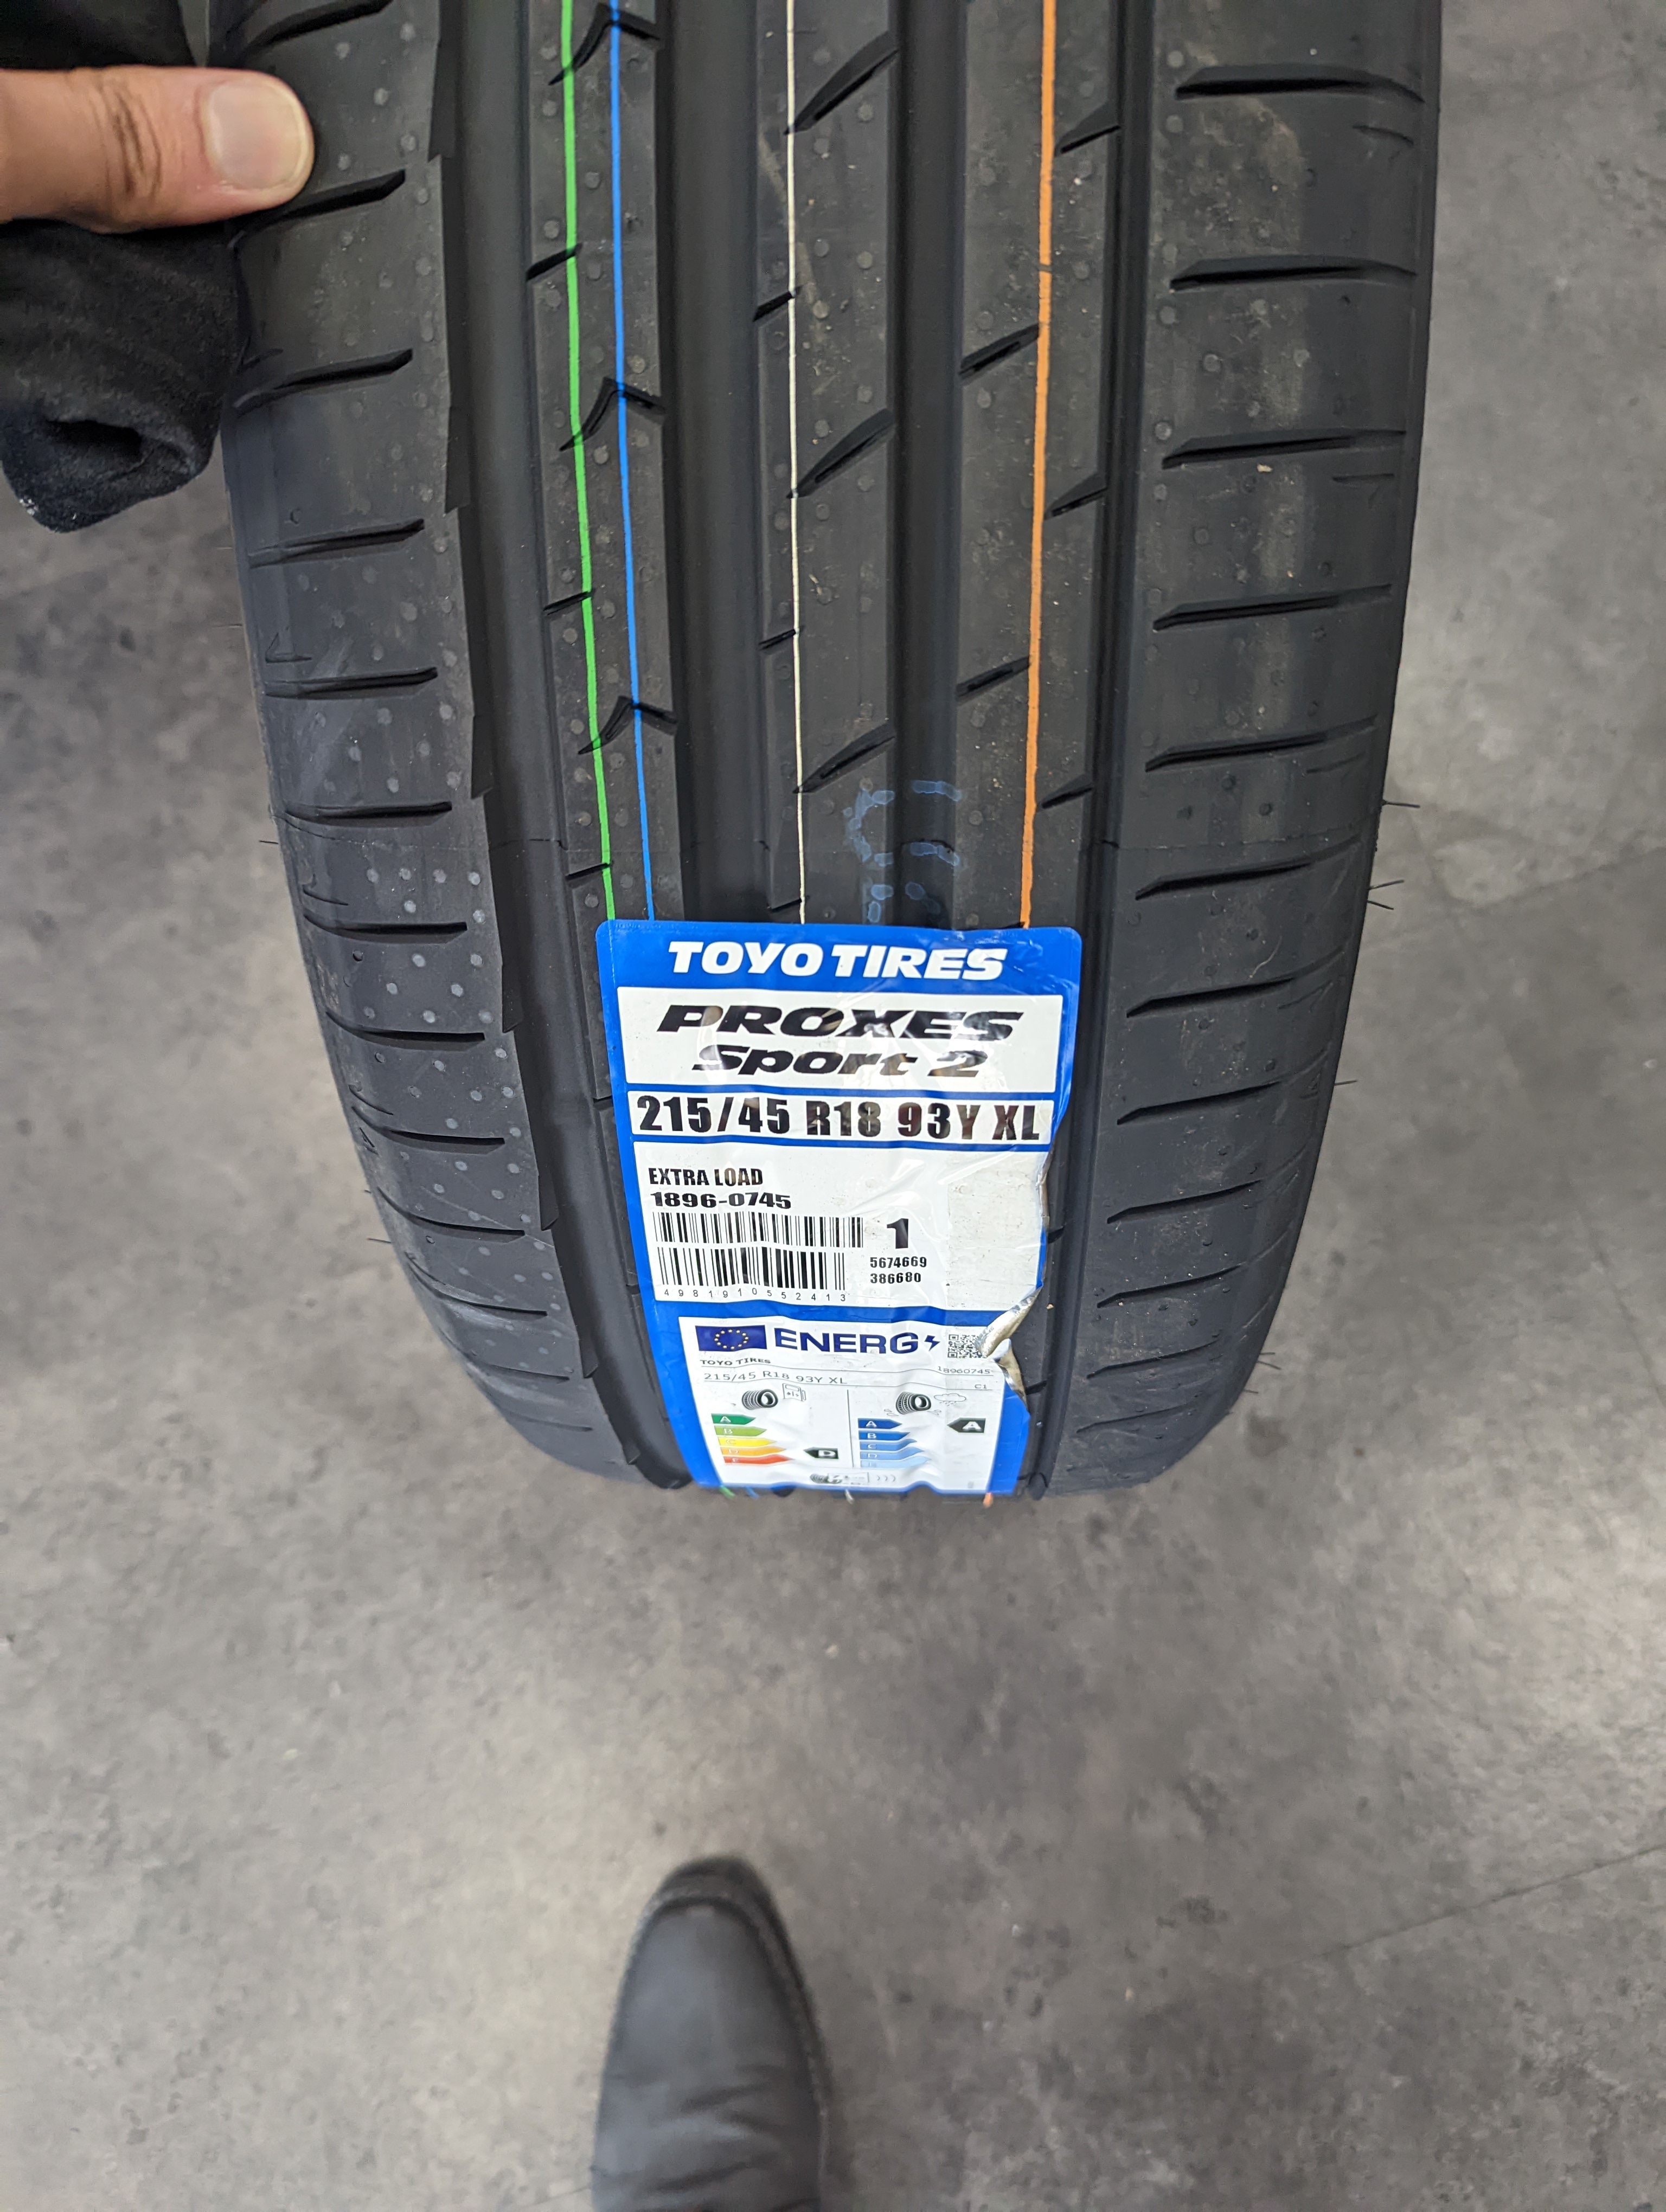 TOYO TIRES
PROXES
Sport 2
215/45 R18 93Y XL
EXTRA LOAD
1896-0745
1
5674669
386680
4981910552413
ENERG
TOYO TIRES
18960745
215/45 R18 93Y XL
C1
A
B
D
A
B
C
A